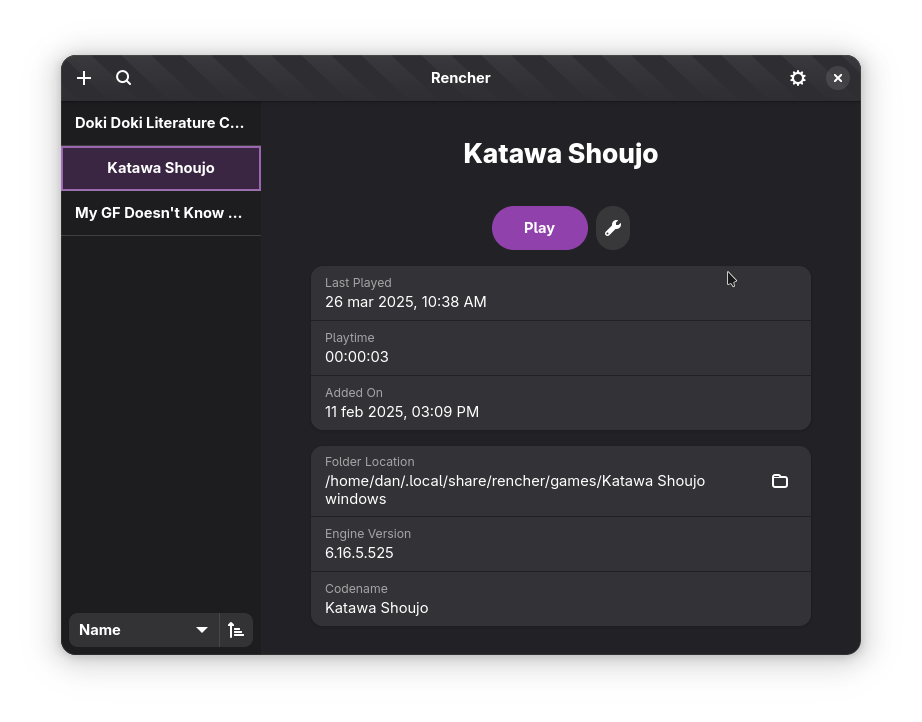 Rencher
Doki Doki Literature C...
Katawa Shoujo
My GF Doesn't Know ...
Name
Katawa Shoujo
Play
Last Played
26 mar 2025, 10:38 AM
Playtime
00:00:03
Added On
11 feb 2025, 03:09 PM
Folder Location
/home/dan/.local/share/rencher/games/Katawa Shoujo
windows
Engine Version
6.16.5.525
Codename
Katawa Shoujo